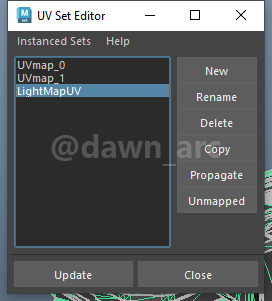 UV Set Editor
Instanced Sets Help
UVmap_0
UVmap_1
LightMapUV
New
Rename
Delete
Copy
Propagate
Unmapped
@dawn_arc
Update Close